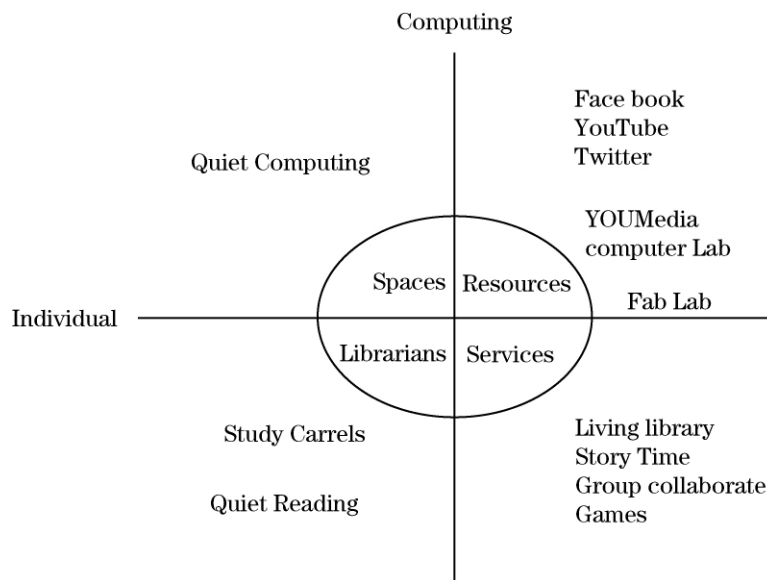 Computing
Face book
YouTube
Twitter
Quiet Computing
YOUMedia
computer Lab
Spaces
Resources
Fab Lab
Individual
Librarians
Services
Study Carrels
Living library
Story Time
Group collaborate
Games
Quiet Reading